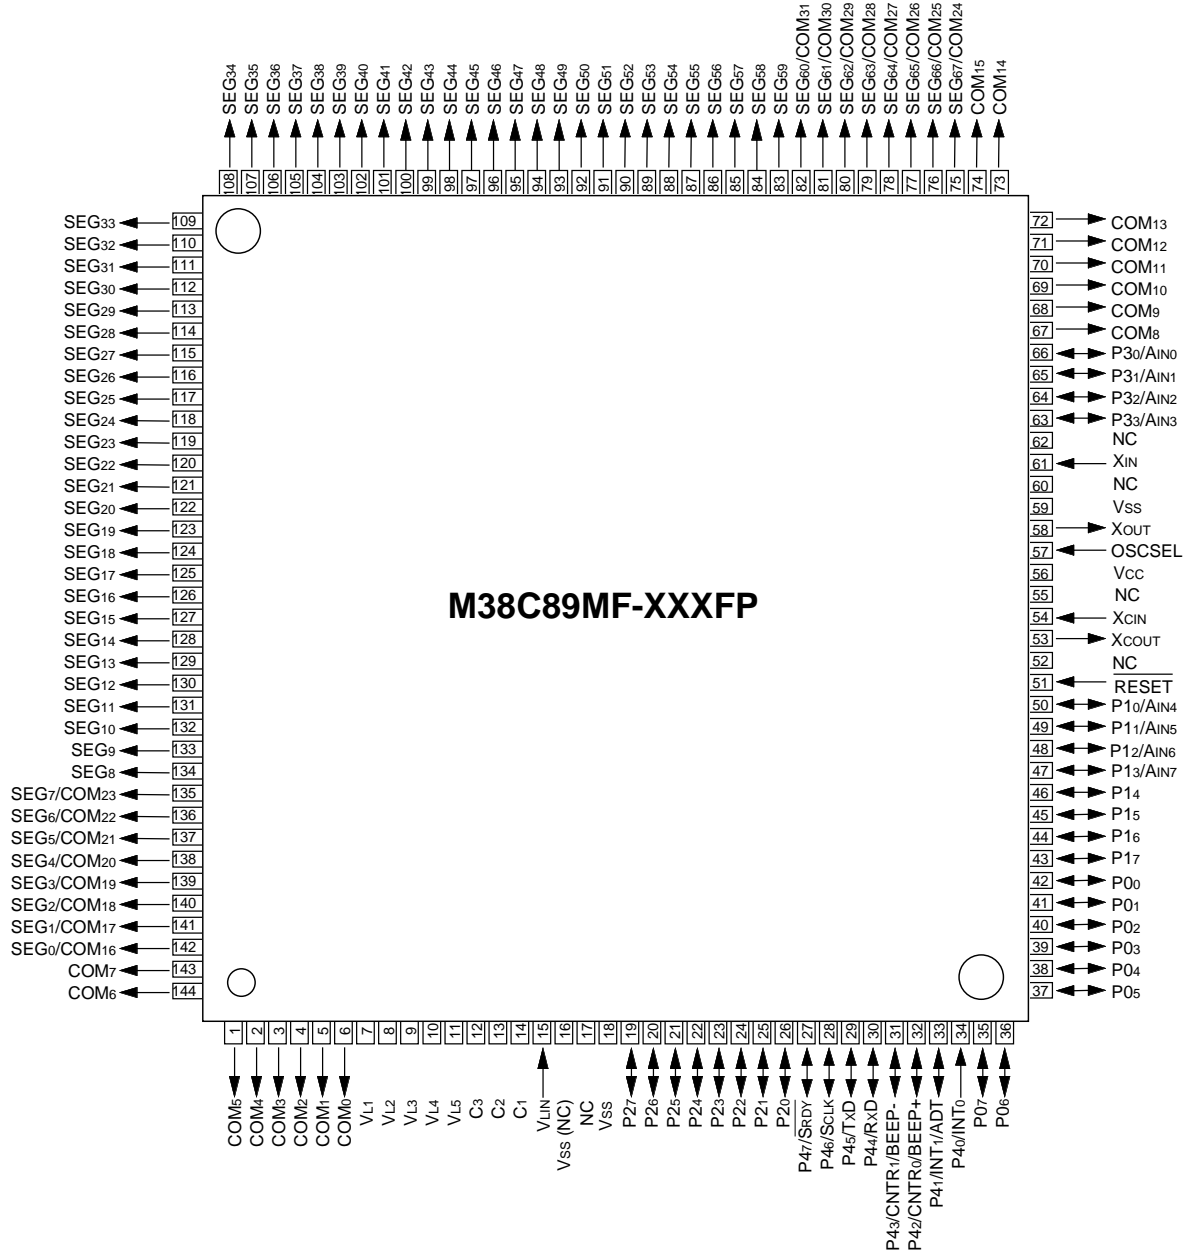 SEG34
SEG35
SEG36
SEG37
SEG38
SEG39
SEG40
SEG41
SEG42
SEG43
SEG44
SEG45
SEG46
SEG47
SEG48
SEG49
SEG50
SEG51
SEG52
SEG53
SEG54
SEG55
SEG56
SEG57
SEG58
SEG59
SEG60/COM31
SEG61/COM30
SEG62/COM29
SEG63/COM28
SEG64/COM27
SEG65/COM26
SEG66/COM25
SEG67/COM24
COM15
COM14
108 107 106 105 104 103 102 101 100 99 98 97 96 95 94 93 92 91 90 89 88 87 86 85 84 83 82 81 80 79 78 77 76 75 74 73
SEG33 109
SEG32 110
SEG31 111
SEG30 112
SEG29 113
SEG28 114
SEG27 115
SEG26 116
SEG25 117
SEG24 118
SEG23 119
SEG22 120
SEG21 121
SEG20 122
SEG19 123
SEG18 124
SEG17 125
SEG16 126
SEG15 127
SEG14 128
SEG13 129
SEG12 130
SEG11 131
SEG10 132
SEG9 133
SEG8 134
SEG7/COM23 135
SEG6/COM22 136
SEG5/COM21 137
SEG4/COM20 138
SEG3/COM19 139
SEG2/COM18 140
SEG1/COM17 141
SEG0/COM16 142
COM7 143
COM6 144
M38C89MF-XXXFP
72 COM13
71 COM12
70 COM11
69 COM10
68 COM9
67 COM8
66 P30/AIN0
65 P31/AIN1
64 P32/AIN2
63 P33/AIN3
62 NC
61 XIN
60 NC
59 VSS
58 XOUT
57 OSCSEL
56 VCC
55 NC
54 XCIN
53 XCOUT
52 NC
51 RESET
50 P10/AIN4
49 P11/AIN5
48 P12/AIN6
47 P13/AIN7
46 P14
45 P15
44 P16
43 P17
42 P00
41 P01
40 P02
39 P03
38 P04
37 P05
1 2 3 4 5 6 7 8 9 10 11 12 13 14 15 16 17 18 19 20 21 22 23 24 25 26 27 28 29 30 31 32 33 34 35 36
COM5
COM4
COM3
COM2
COM1
COM0
VL1
VL2
VL3
VL4
VL5
C3
C2
C1
VLIN
VSS (NC)
NC
VSS
P27
P26
P25
P24
P23
P22
P21
P20
P47/SRDY
P46/SCLK
P45/TXD
P44/RXD
P43/CNTR1/BEEP-
P42/CNTR0/BEEP+
P41/INT1/ADT
P40/INT0
P07
P06